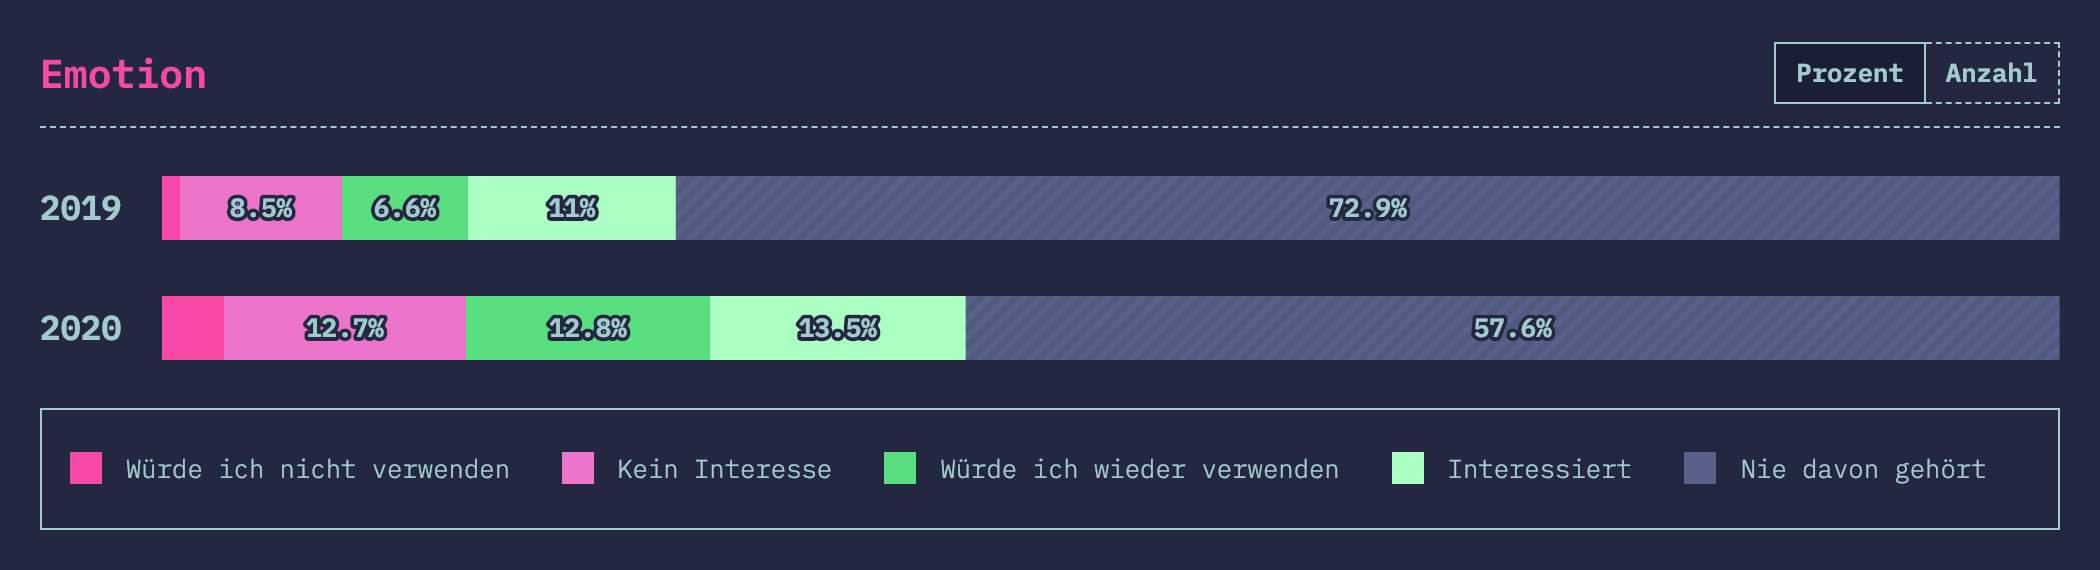 Emotion
Prozent Anzahl
2019 8.5% 6.6% 11% 72.9%
2020 12.7% 12.8% 13.5% 57.6%
Würde ich nicht verwenden Kein Interesse Würde ich wieder verwenden Interessiert Nie davon gehört